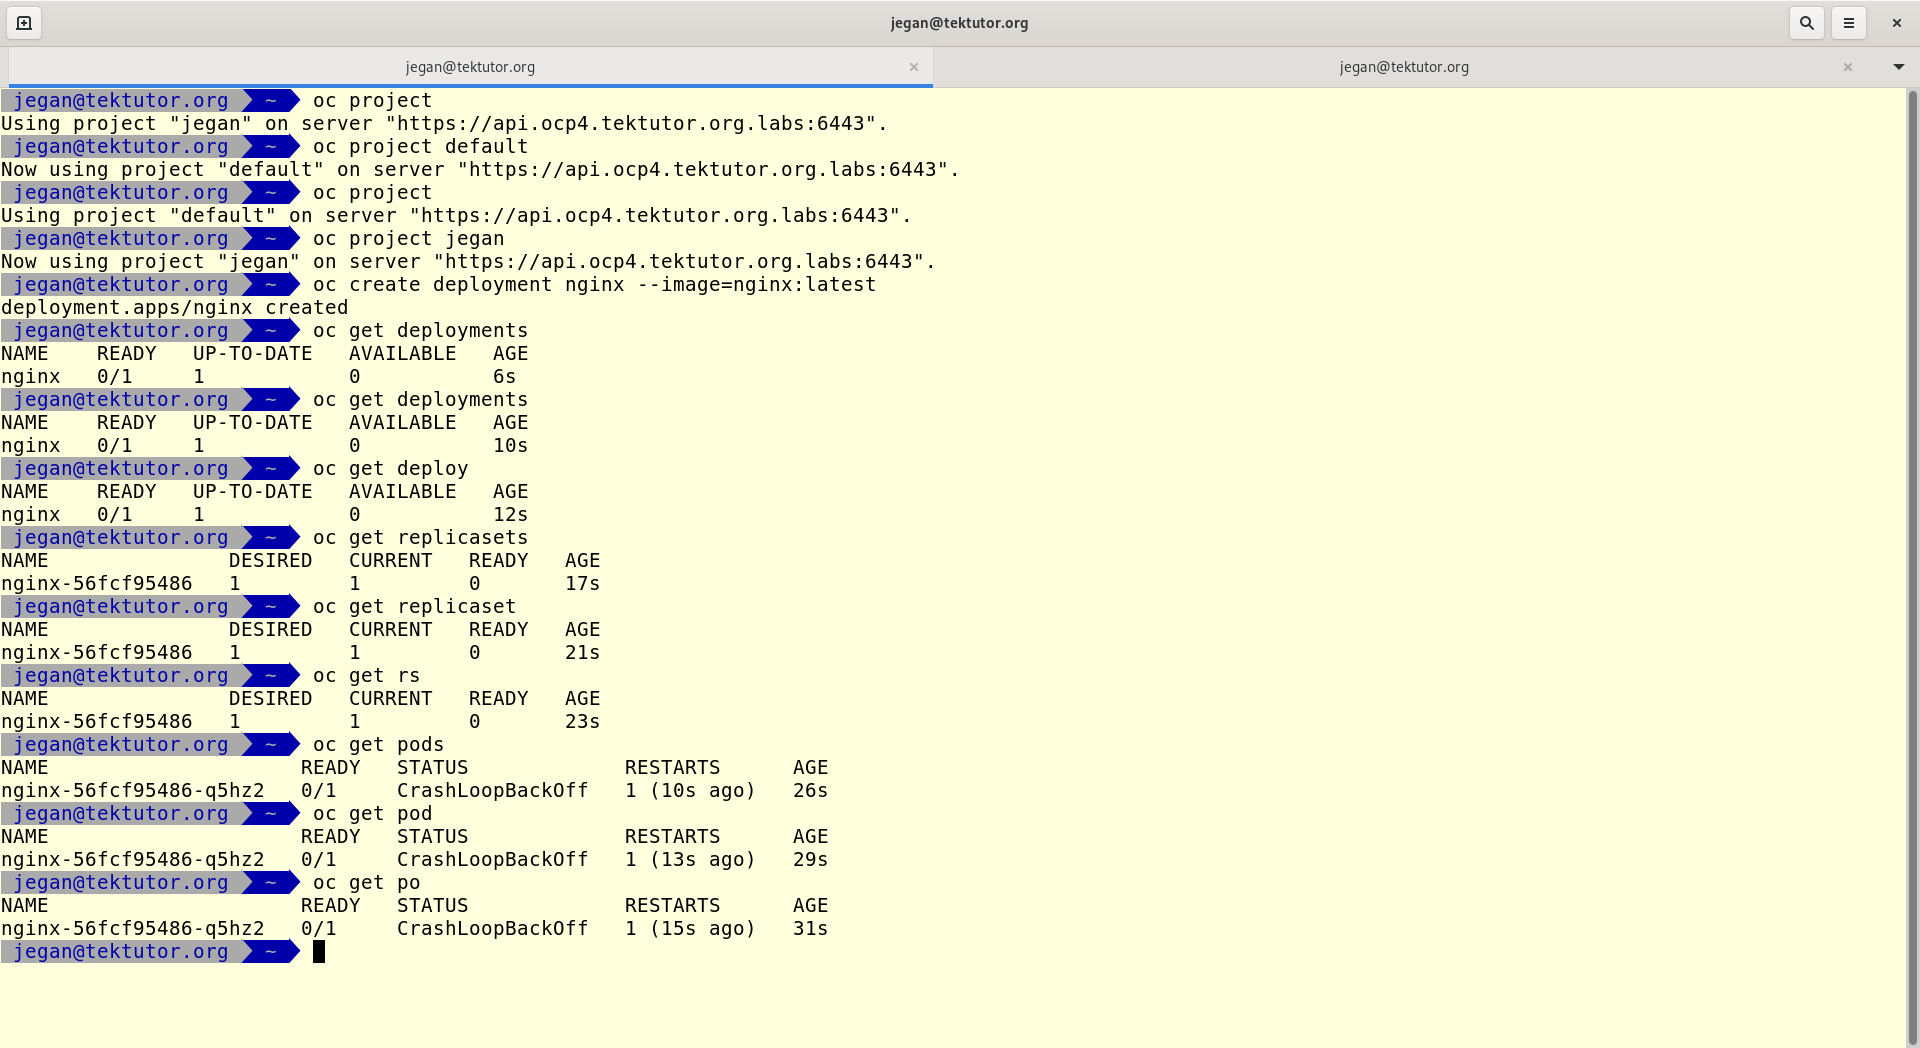 jegan@tektutor.org
jegan@tektutor.org
jegan@tektutor.org
jegan@tektutor.org ~ oc project
Using project "jegan" on server "https://api.ocp4.tektutor.org.labs:6443".
jegan@tektutor.org ~ oc project default
Now using project "default" on server "https://api.ocp4.tektutor.org.labs:6443".
jegan@tektutor.org ~ oc project
Using project "default" on server "https://api.ocp4.tektutor.org.labs:6443".
jegan@tektutor.org ~ oc project jegan
Now using project "jegan" on server "https://api.ocp4.tektutor.org.labs:6443".
jegan@tektutor.org ~ oc create deployment nginx --image=nginx:latest
deployment.apps/nginx created
jegan@tektutor.org ~ oc get deployments
NAME    READY   UP-TO-DATE   AVAILABLE   AGE
nginx   0/1     1            0           6s
jegan@tektutor.org ~ oc get deployments
NAME    READY   UP-TO-DATE   AVAILABLE   AGE
nginx   0/1     1            0           10s
jegan@tektutor.org ~ oc get deploy
NAME    READY   UP-TO-DATE   AVAILABLE   AGE
nginx   0/1     1            0           12s
jegan@tektutor.org ~ oc get replicasets
NAME               DESIRED   CURRENT   READY   AGE
nginx-56fcf95486   1         1         0       17s
jegan@tektutor.org ~ oc get replicaset
NAME               DESIRED   CURRENT   READY   AGE
nginx-56fcf95486   1         1         0       21s
jegan@tektutor.org ~ oc get rs
NAME               DESIRED   CURRENT   READY   AGE
nginx-56fcf95486   1         1         0       23s
jegan@tektutor.org ~ oc get pods
NAME                     READY   STATUS             RESTARTS      AGE
nginx-56fcf95486-q5hz2   0/1     CrashLoopBackOff   1 (10s ago)   26s
jegan@tektutor.org ~ oc get pod
NAME                     READY   STATUS             RESTARTS      AGE
nginx-56fcf95486-q5hz2   0/1     CrashLoopBackOff   1 (13s ago)   29s
jegan@tektutor.org ~ oc get po
NAME                     READY   STATUS             RESTARTS      AGE
nginx-56fcf95486-q5hz2   0/1     CrashLoopBackOff   1 (15s ago)   31s
jegan@tektutor.org ~